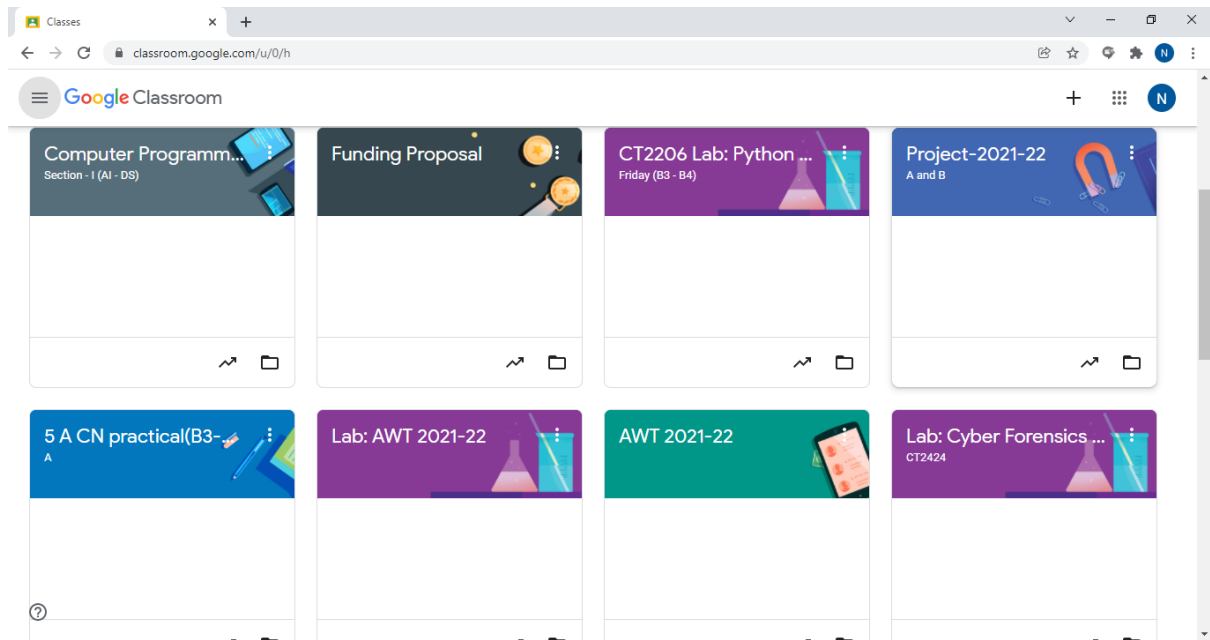 Classes
classroom.google.com/u/0/h
N
Google Classroom
N
Computer Programm...
Section - I (AI - DS)
Funding Proposal
CT2206 Lab: Python ...
Friday (B3 - B4)
Project-2021-22
A and B
5 A CN practical(B3-...
A
Lab: AWT 2021-22
AWT 2021-22
Lab: Cyber Forensics ...
CT2424